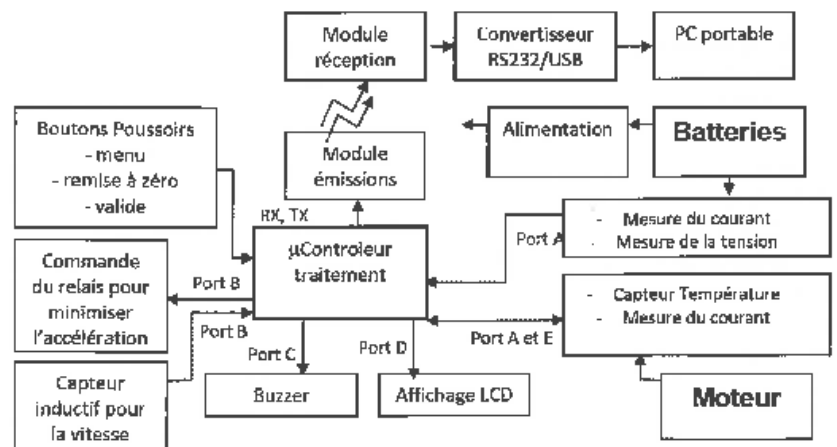 Module
réception
Convertisseur
RS232/USB
PC portable
Boutons Poussoirs
- menu
- remise à zéro
- valide
Module
émissions
Alimentation
Batteries
RX, TX
µControleur
traitement
Port A
- Mesure du courant
- Mesure de la tension
Commande
du relais pour
minimiser
l'accélération
Port B
Port B
Port C
Port D
Port A et E
- Capteur Température
- Mesure du courant
Capteur
inductif pour
la vitesse
Buzzer
Affichage LCD
Moteur